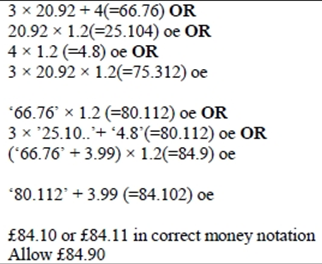 3 × 20.92 + 4(=66.76) OR
20.92 × 1.2(=25.104) oe OR
4 × 1.2 (=4.8) oe OR
3 × 20.92 × 1.2(=75.312) oe
‘66.76’ × 1.2 (=80.112) oe OR
3 × ’25.10..’+ ‘4.8’(=80.112) oe OR
(‘66.76’ + 3.99) × 1.2(=84.9) oe
‘80.112’ + 3.99 (=84.102) oe
£84.10 or £84.11 in correct money notation
Allow £84.90